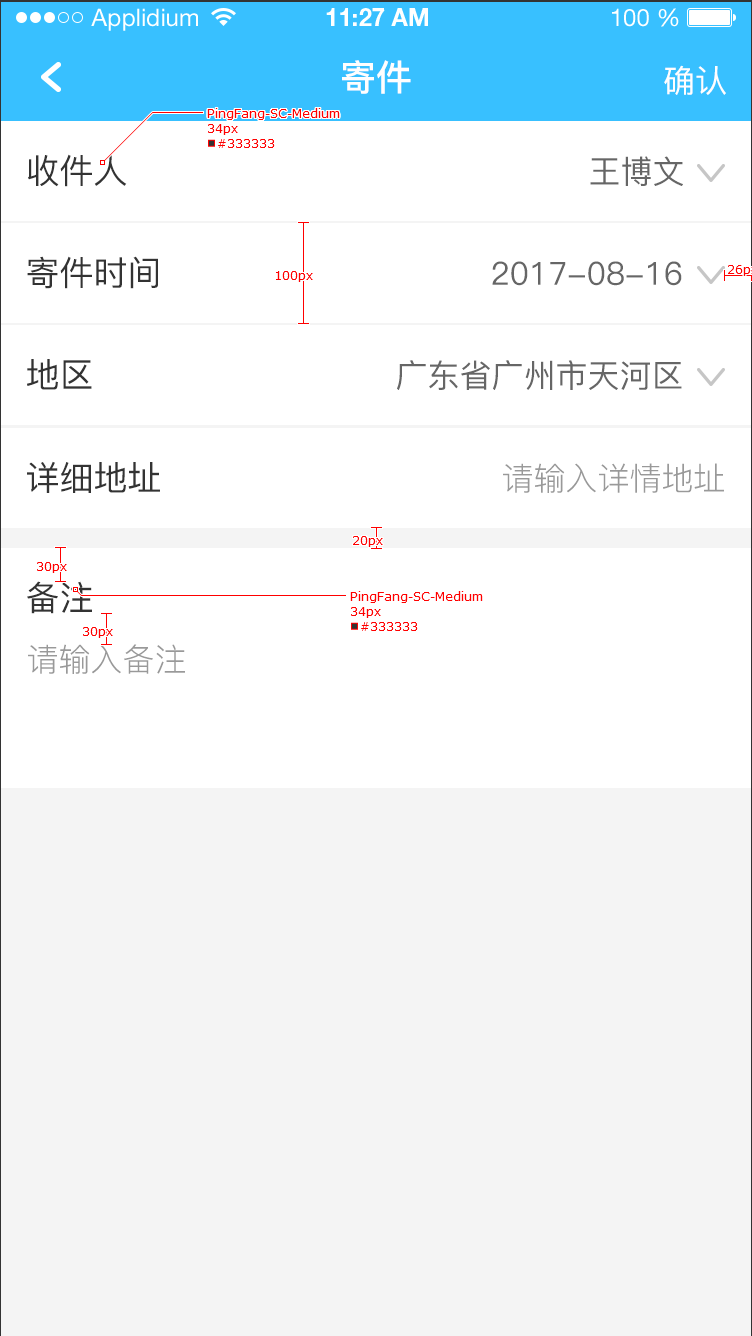 Applidium 11:27 AM 100 %
寄件 确认
PingFang-SC-Medium
34px
#333333
收件人 王博文
寄件时间 100px 2017-08-16 26p
地区 广东省广州市天河区
详细地址 请输入详情地址
20px
30px
备注 PingFang-SC-Medium
34px
#333333
30px
请输入备注